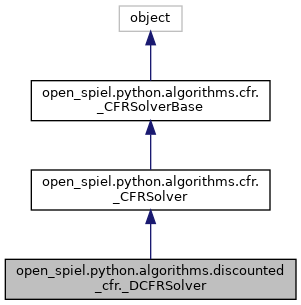 object
open_spiel.python.algorithms.cfr.
_CFRSolverBase
open_spiel.python.algorithms.cfr.
_CFRSolver
open_spiel.python.algorithms.discounted
_cfr._DCFRSolver